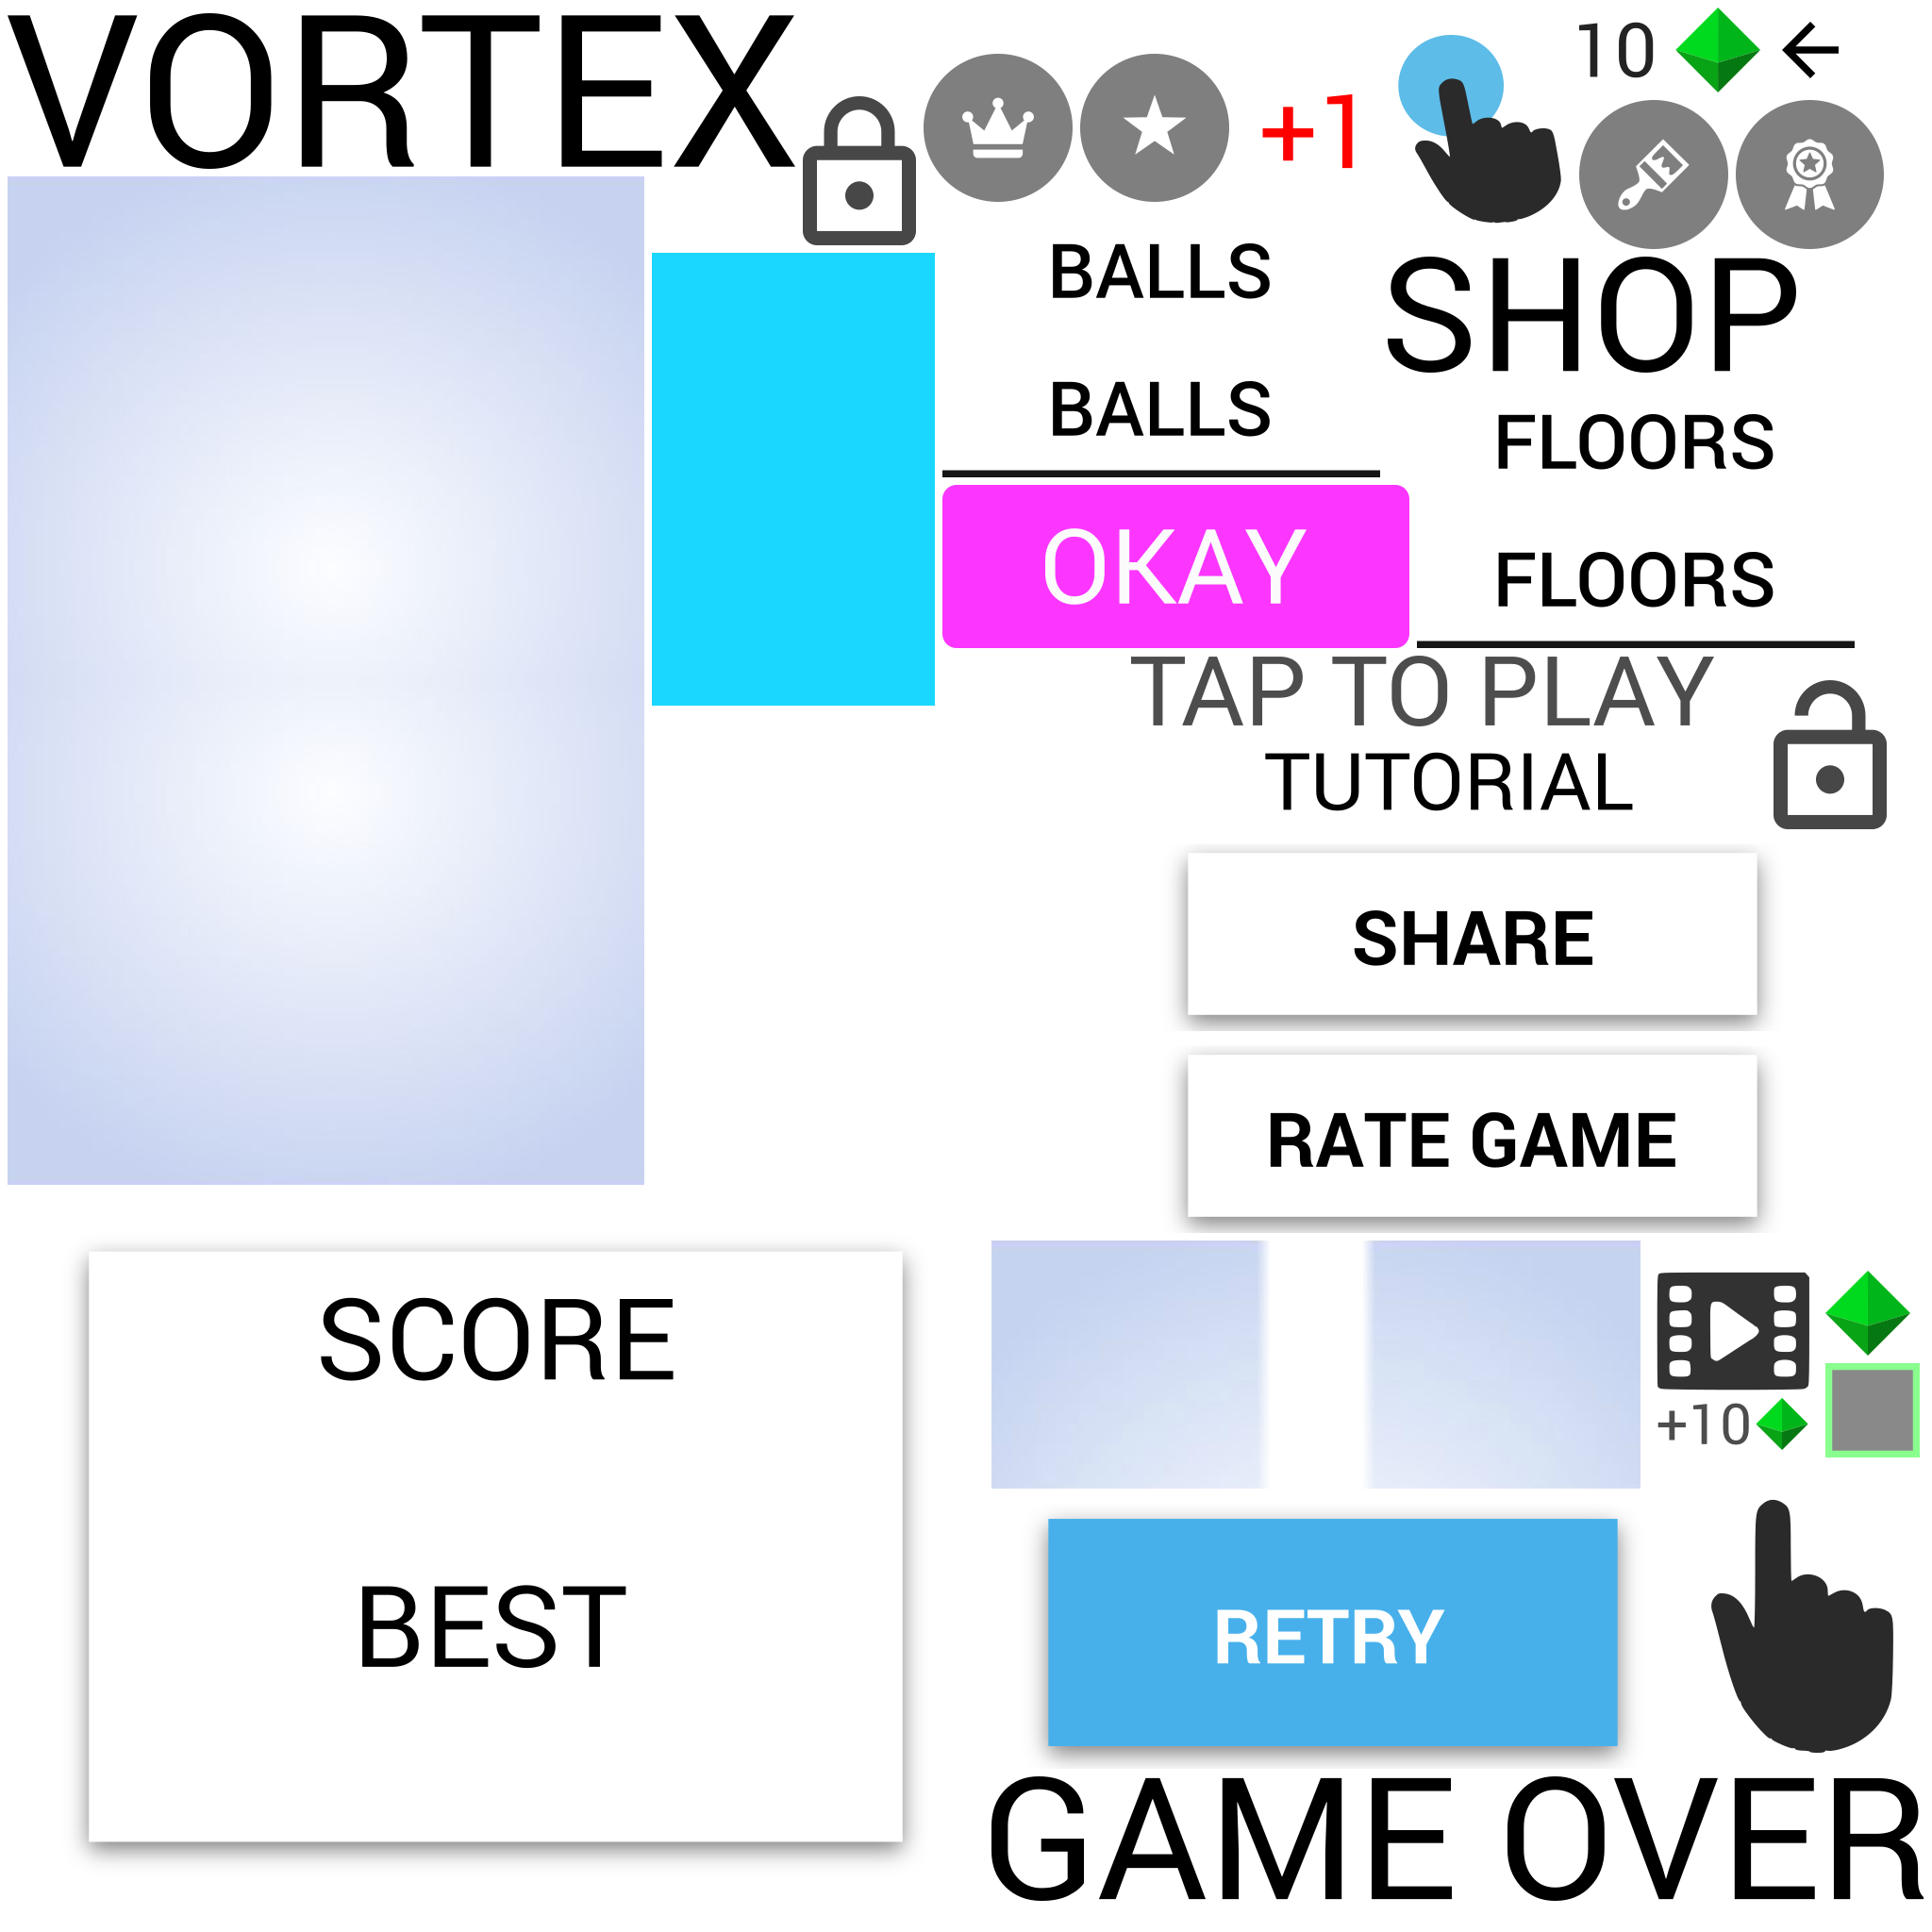 VORTEX
10
+1
BALLS
SHOP
BALLS
FLOORS
OKAY
FLOORS
TAP TO PLAY
TUTORIAL
SHARE
RATE GAME
SCORE
+10
BEST
RETRY
GAME OVER